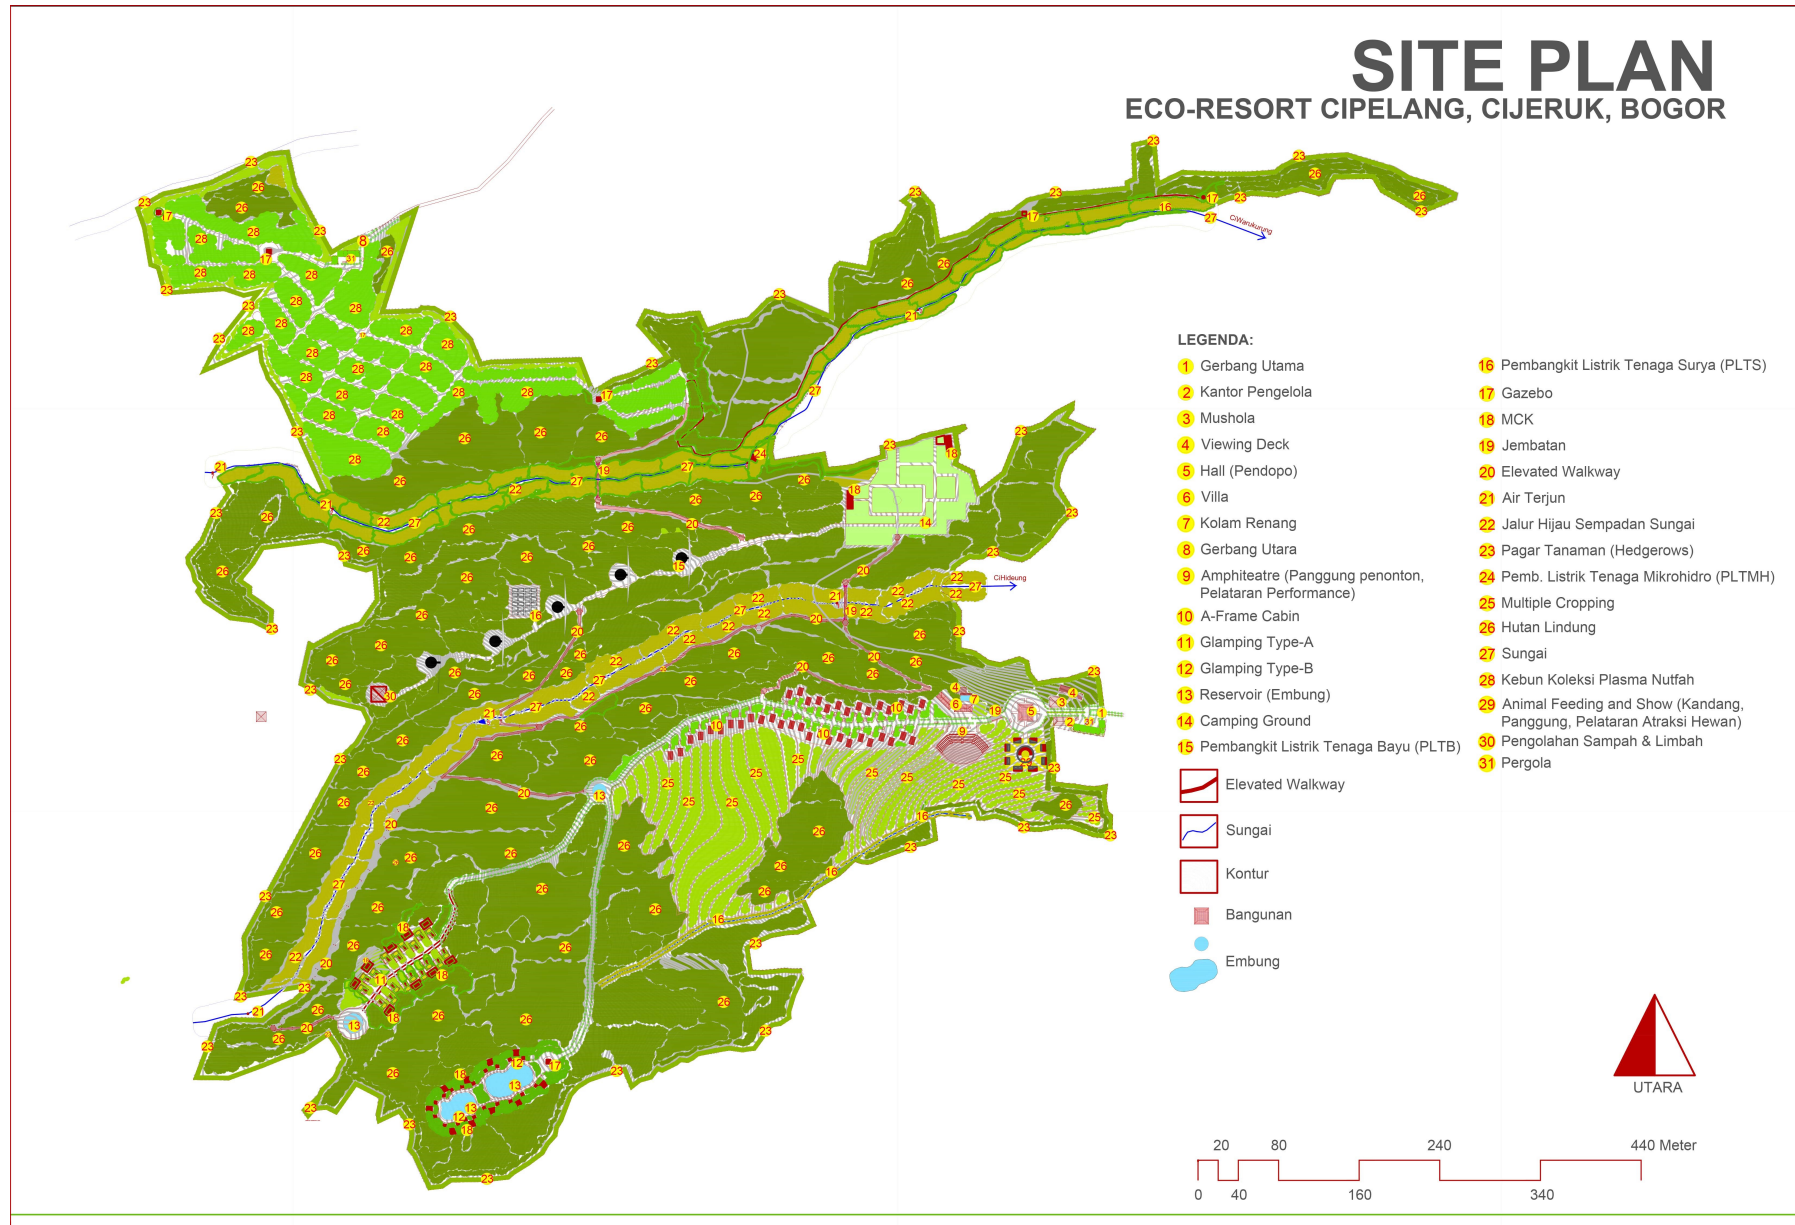 SITE PLAN
ECO-RESORT CIPELANG, CIJERUK, BOGOR
CiWarukurung
CiHideung
LEGENDA:
1 Gerbang Utama
2 Kantor Pengelola
3 Mushola
4 Viewing Deck
5 Hall (Pendopo)
6 Villa
7 Kolam Renang
8 Gerbang Utara
9 Amphiteatre (Panggung penonton,
Pelataran Performance)
10 A-Frame Cabin
11 Glamping Type-A
12 Glamping Type-B
13 Reservoir (Embung)
14 Camping Ground
15 Pembangkit Listrik Tenaga Bayu (PLTB)
16 Pembangkit Listrik Tenaga Surya (PLTS)
17 Gazebo
18 MCK
19 Jembatan
20 Elevated Walkway
21 Air Terjun
22 Jalur Hijau Sempadan Sungai
23 Pagar Tanaman (Hedgerows)
24 Pemb. Listrik Tenaga Mikrohidro (PLTMH)
25 Multiple Cropping
26 Hutan Lindung
27 Sungai
28 Kebun Koleksi Plasma Nutfah
29 Animal Feeding and Show (Kandang,
Panggung, Pelataran Atraksi Hewan)
30 Pengolahan Sampah & Limbah
31 Pergola
Elevated Walkway
Sungai
Kontur
Bangunan
Embung
UTARA
20 80 240 440 Meter
0 40 160 340